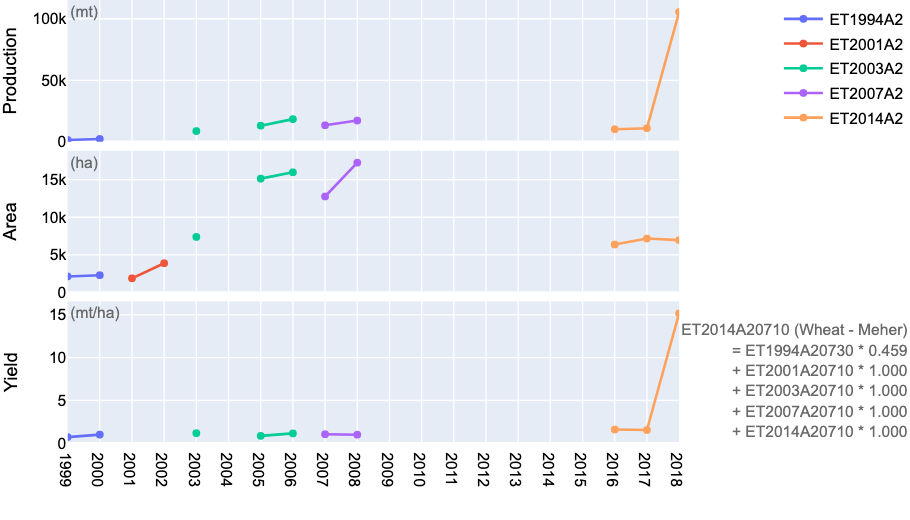 Production
(mt)
100k
50k
0
Area
(ha)
15k
10k
5k
0
Yield
(mt/ha)
15
10
5
0
1999
2000
2001
2002
2003
2004
2005
2006
2007
2008
2009
2010
2011
2012
2013
2014
2015
2016
2017
2018
ET1994A2
ET2001A2
ET2003A2
ET2007A2
ET2014A2
ET2014A20710 (Wheat - Meher)
= ET1994A20730 * 0.459
+ ET2001A20710 * 1.000
+ ET2003A20710 * 1.000
+ ET2007A20710 * 1.000
+ ET2014A20710 * 1.000